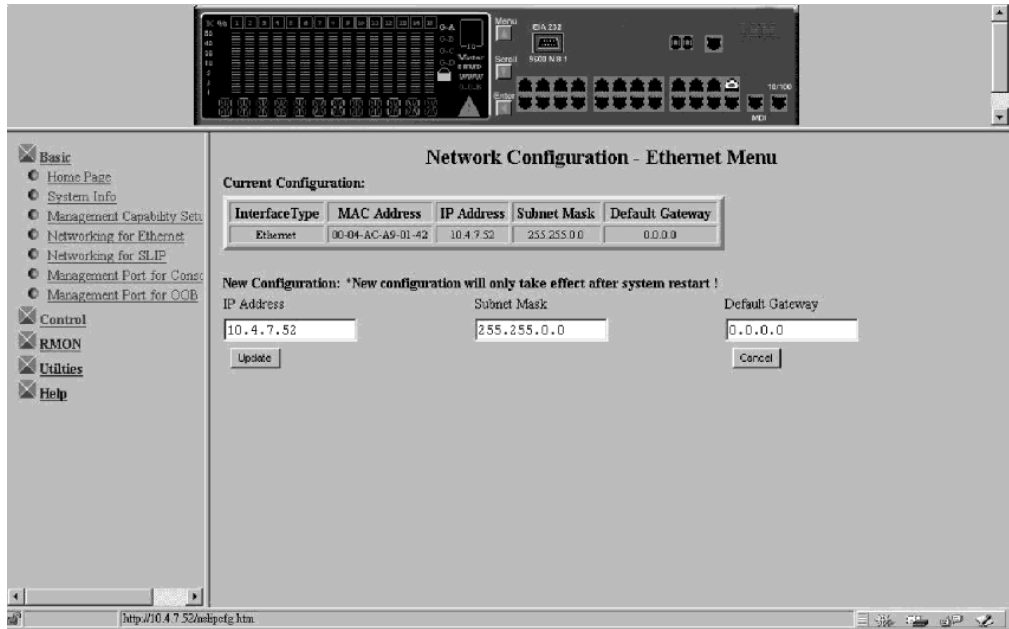 Menu
EIA 232
Scroll
9600 N 8 1
Enter
10/100
MDI
Basic
Home Page
System Info
Management Capability Setu
Networking for Ethernet
Networking for SLIP
Management Port for Conso
Management Port for OOB
Control
RMON
Utilties
Help
Network Configuration - Ethernet Menu
Current Configuration:
InterfaceType MAC Address IP Address Subnet Mask Default Gateway
Ethernet 00-04-AC-A9-01-42 10.4.7.52 255.255.0.0 0.0.0.0
New Configuration: *New configuration will only take effect after system restart !
IP Address Subnet Mask Default Gateway
10.4.7.52 255.255.0.0 0.0.0.0
Update Cancel
http://10.4.7.52/nslipcfg.htm